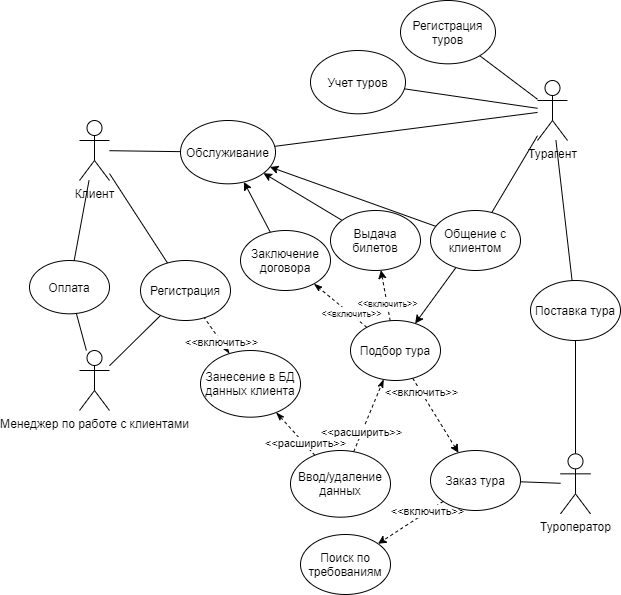 Регистрация
туров
Учет туров
Обслуживание
Турагент
Клиент
Выдача
билетов
Общение с
клиентом
Заключение
договора
Оплата
Регистрация
<<включить>>
<<включить>>
Поставка тура
<<включить>>
Подбор тура
Занесение в БД
данных клиента
<<включить>>
Менеджер по работе с клиентами
<<расширить>>
<<расширить>>
Ввод/удаление
данных
Заказ тура
<<включить>>
Туроператор
Поиск по
требованиям